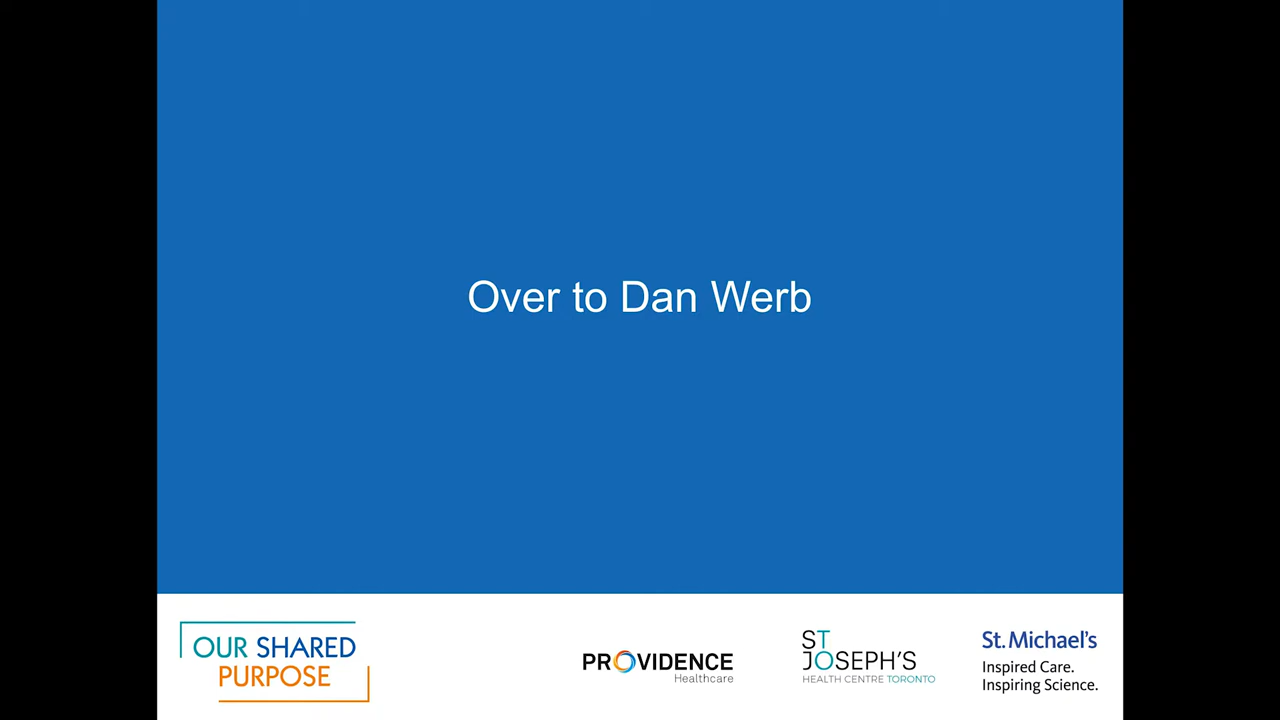 Over to Dan Werb
OUR SHARED
PURPOSE
PROVIDENCE
Healthcare
ST
JOSEPH'S
HEALTH CENTRE TORONTO
St. Michael's
Inspired Care.
Inspiring Science.